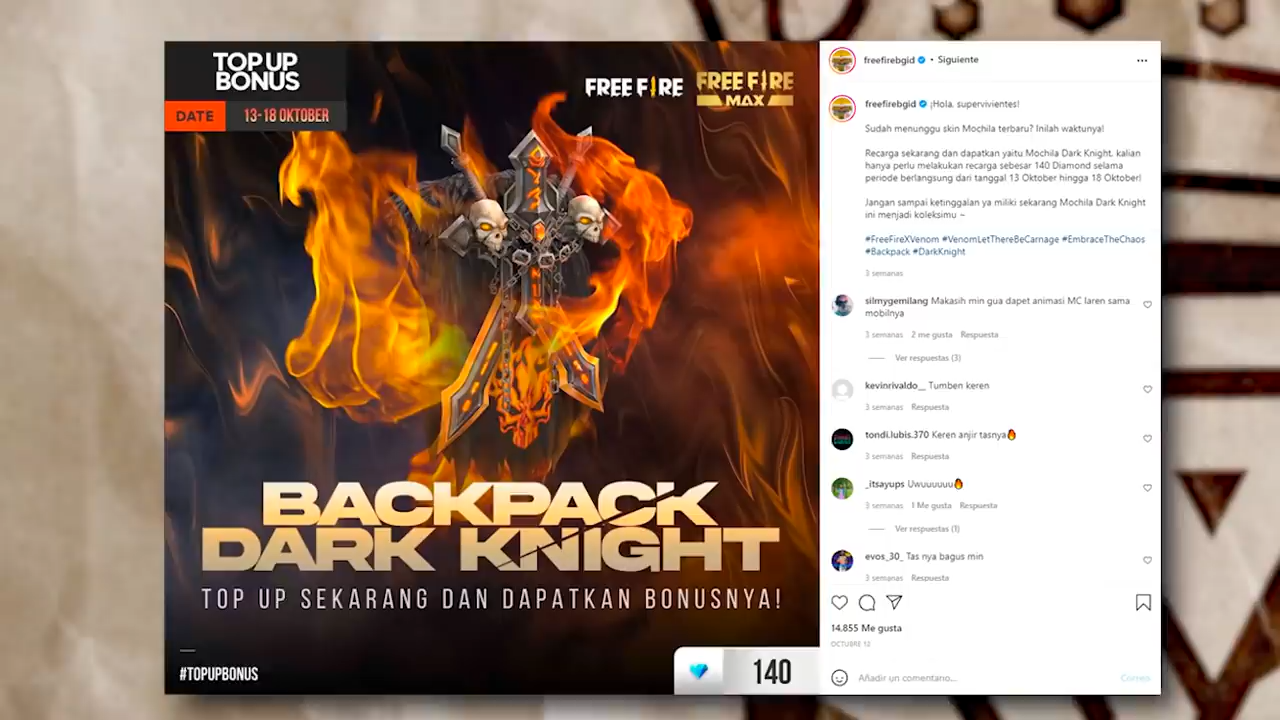 TOP UP
BONUS
DATE 13-18 OKTOBER
FREE FIRE
FREE FIRE
MAX
BACKPACK
DARK KNIGHT
TOP UP SEKARANG DAN DAPATKAN BONUSNYA!
#TOPUPBONUS
140
freefirebgid • Siguiente
freefirebgid ¡Hola, supervivientes!
Sudah menunggu skin Mochila terbaru? Inilah waktunya!
Recarga sekarang dan dapatkan yaitu Mochila Dark Knight, kalian
hanya perlu melakukan recarga sebesar 140 Diamond selama
periode berlangsung dari tanggal 13 Oktober hingga 18 Oktober!
Jangan sampai ketinggalan ya miliki sekarang Mochila Dark Knight
ini menjadi koleksimu ~
#FreeFireXVenom #VenomLetThereBeCarnage #EmbraceTheChaos
#Backpack #DarkKnight
3 semanas
silmygemilang Makasih min gua dapet animasi MC laren sama
mobilnya
3 semanas 2 me gusta Respuesta
Ver respuestas (3)
kevinrivaldo__ Tumben keren
3 semanas Respuesta
tondi.lubis.370 Keren anjir tasnya🔥
3 semanas Respuesta
_itsayups Uwuuuuuu🔥
3 semanas 1 Me gusta Respuesta
Ver respuestas (1)
evos_30_ Tas nya bagus min
3 semanas Respuesta
14,855 Me gusta
OCTUBRE 12
Añadir un comentario...
Correo